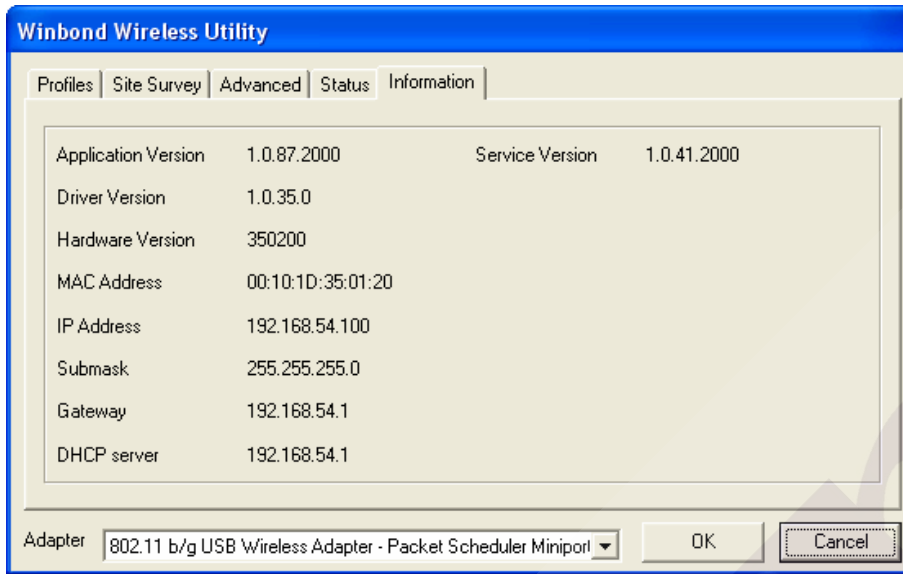 Winbond Wireless Utility
Profiles Site Survey Advanced Status Information
Application Version 1.0.87.2000 Service Version 1.0.41.2000
Driver Version 1.0.35.0
Hardware Version 350200
MAC Address 00:10:1D:35:01:20
IP Address 192.168.54.100
Submask 255.255.255.0
Gateway 192.168.54.1
DHCP server 192.168.54.1
Adapter 802.11 b/g USB Wireless Adapter - Packet Scheduler Miniport OK Cancel